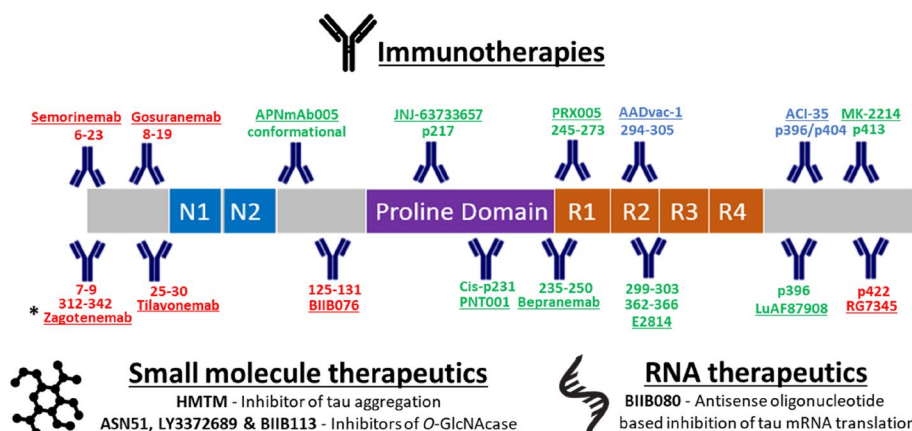 Immunotherapies
Semorinemab
6-23
Gosuranemab
8-19
APNmAb005
conformational
JNJ-63733657
p217
PRX005
245-273
AADvac-1
294-305
ACI-35
p396/p404
MK-2214
p413
N1
N2
Proline Domain
R1
R2
R3
R4
7-9
312-342
* Zagotenemab
25-30
Tilavonemab
125-131
BIIB076
Cis-p231
PNT001
235-250
Bepranemab
299-303
362-366
E2814
p396
LuAF87908
p422
RG7345
Small molecule therapeutics
HMTM - Inhibitor of tau aggregation
ASN51, LY3372689 & BIIB113 - Inhibitors of O-GlcNAcase
RNA therapeutics
BIIB080 - Antisense oligonucleotide
based inhibition of tau mRNA translation